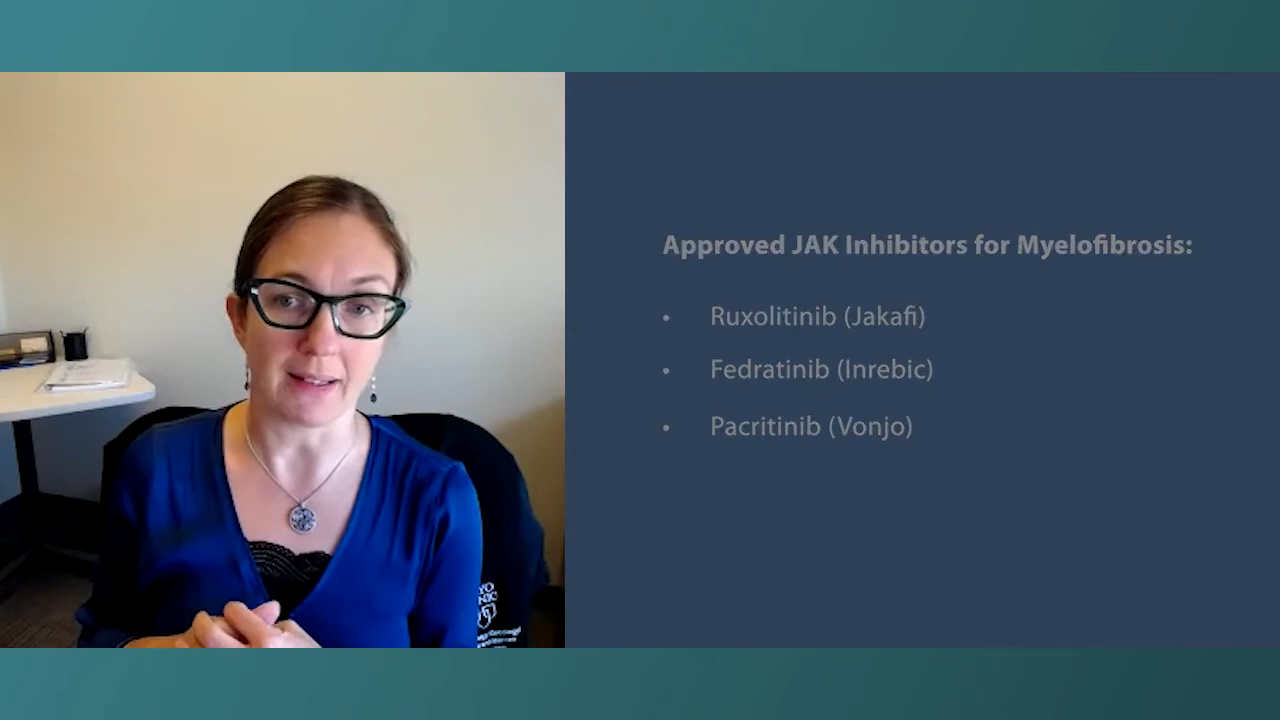 Approved JAK Inhibitors for Myelofibrosis:
• Ruxolitinib (Jakafi)
• Fedratinib (Inrebic)
• Pacritinib (Vonjo)